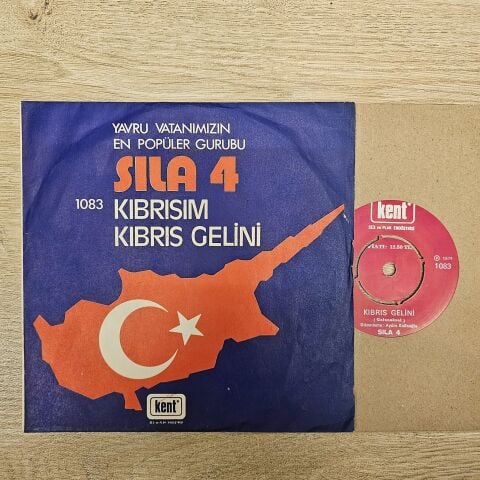 YAVRU VATANIMIZIN
EN POPÜLER GURUBU
SILA 4
1083 KIBRISIM
KIBRIS GELİNİ
kent
kent
1083
KIBRIS GELİNİ
SILA 4